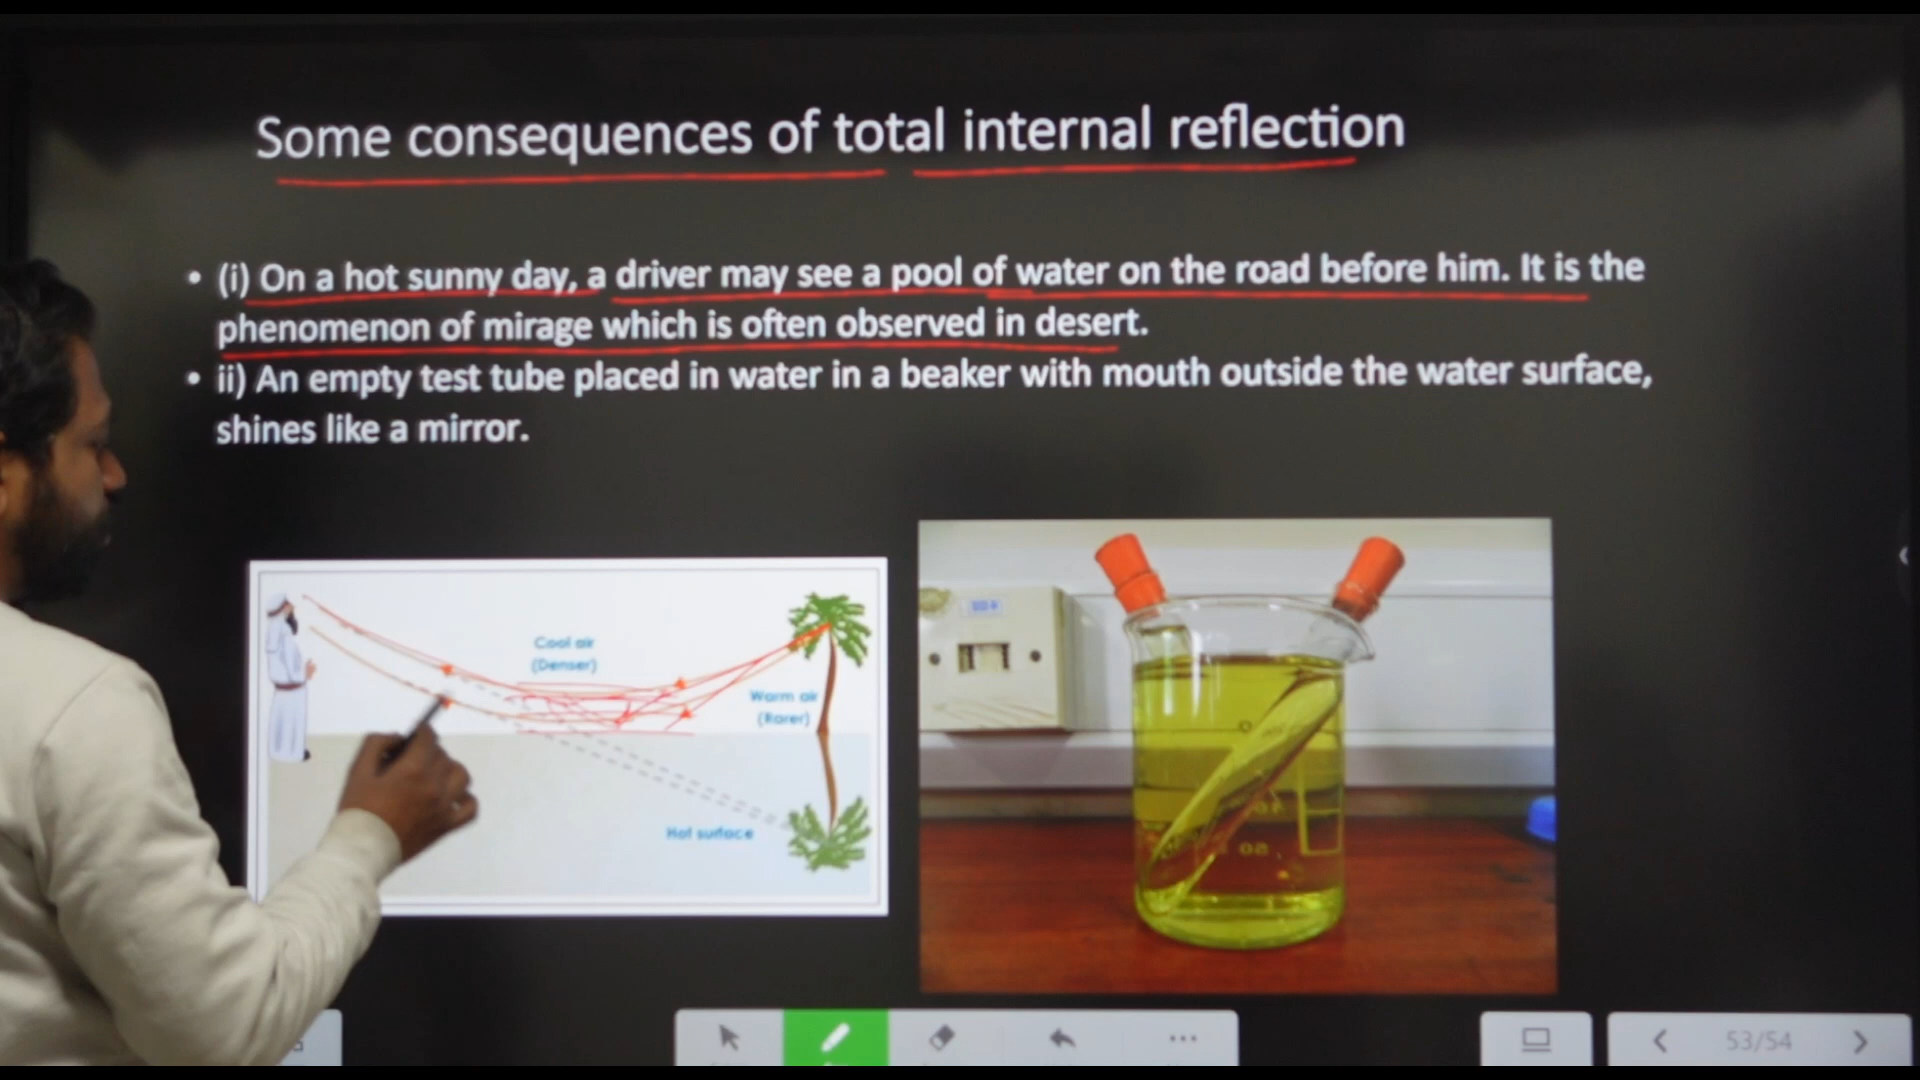 Some consequences of total internal reflection
• (i) On a hot sunny day, a driver may see a pool of water on the road before him. It is the
phenomenon of mirage which is often observed in desert.
• ii) An empty test tube placed in water in a beaker with mouth outside the water surface,
shines like a mirror.
Cool air
(Denser)
Warm air
(Rarer)
Hot surface
53/54